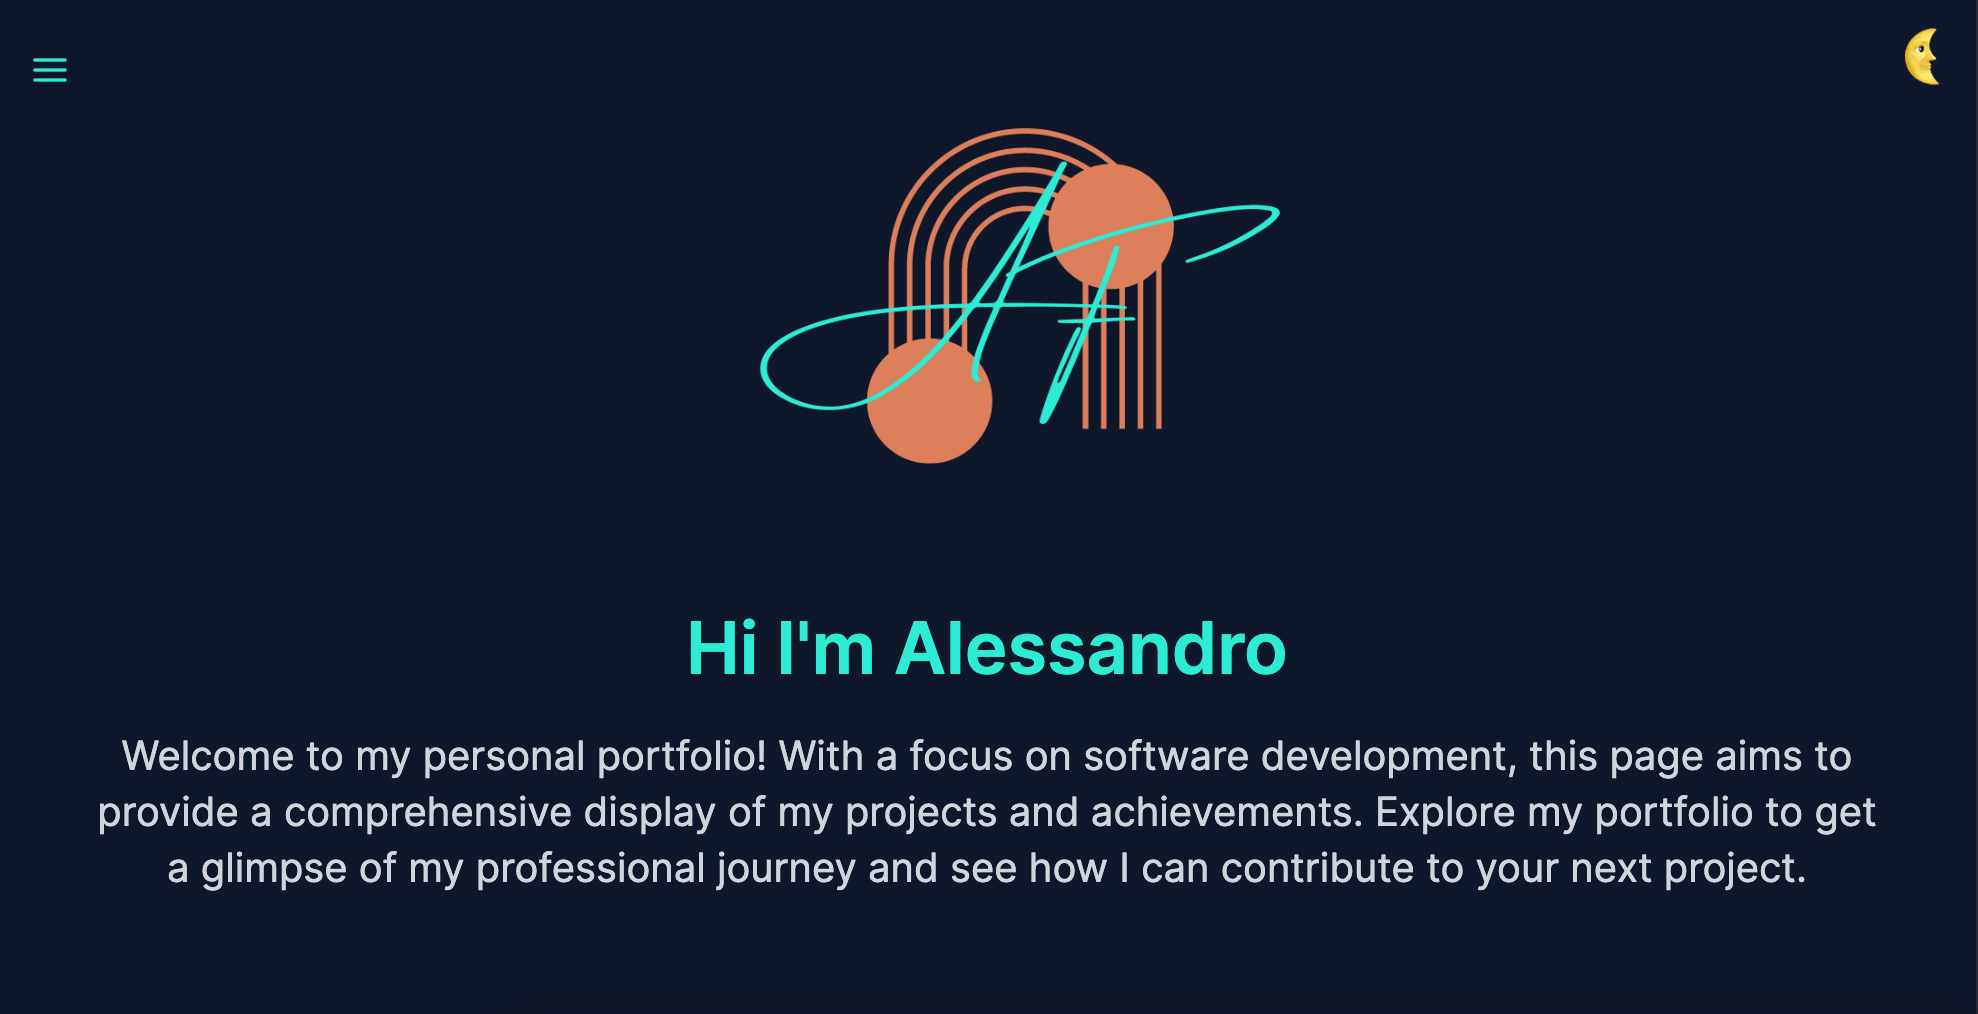 Hi I'm Alessandro
Welcome to my personal portfolio! With a focus on software development, this page aims to
provide a comprehensive display of my projects and achievements. Explore my portfolio to get
a glimpse of my professional journey and see how I can contribute to your next project.